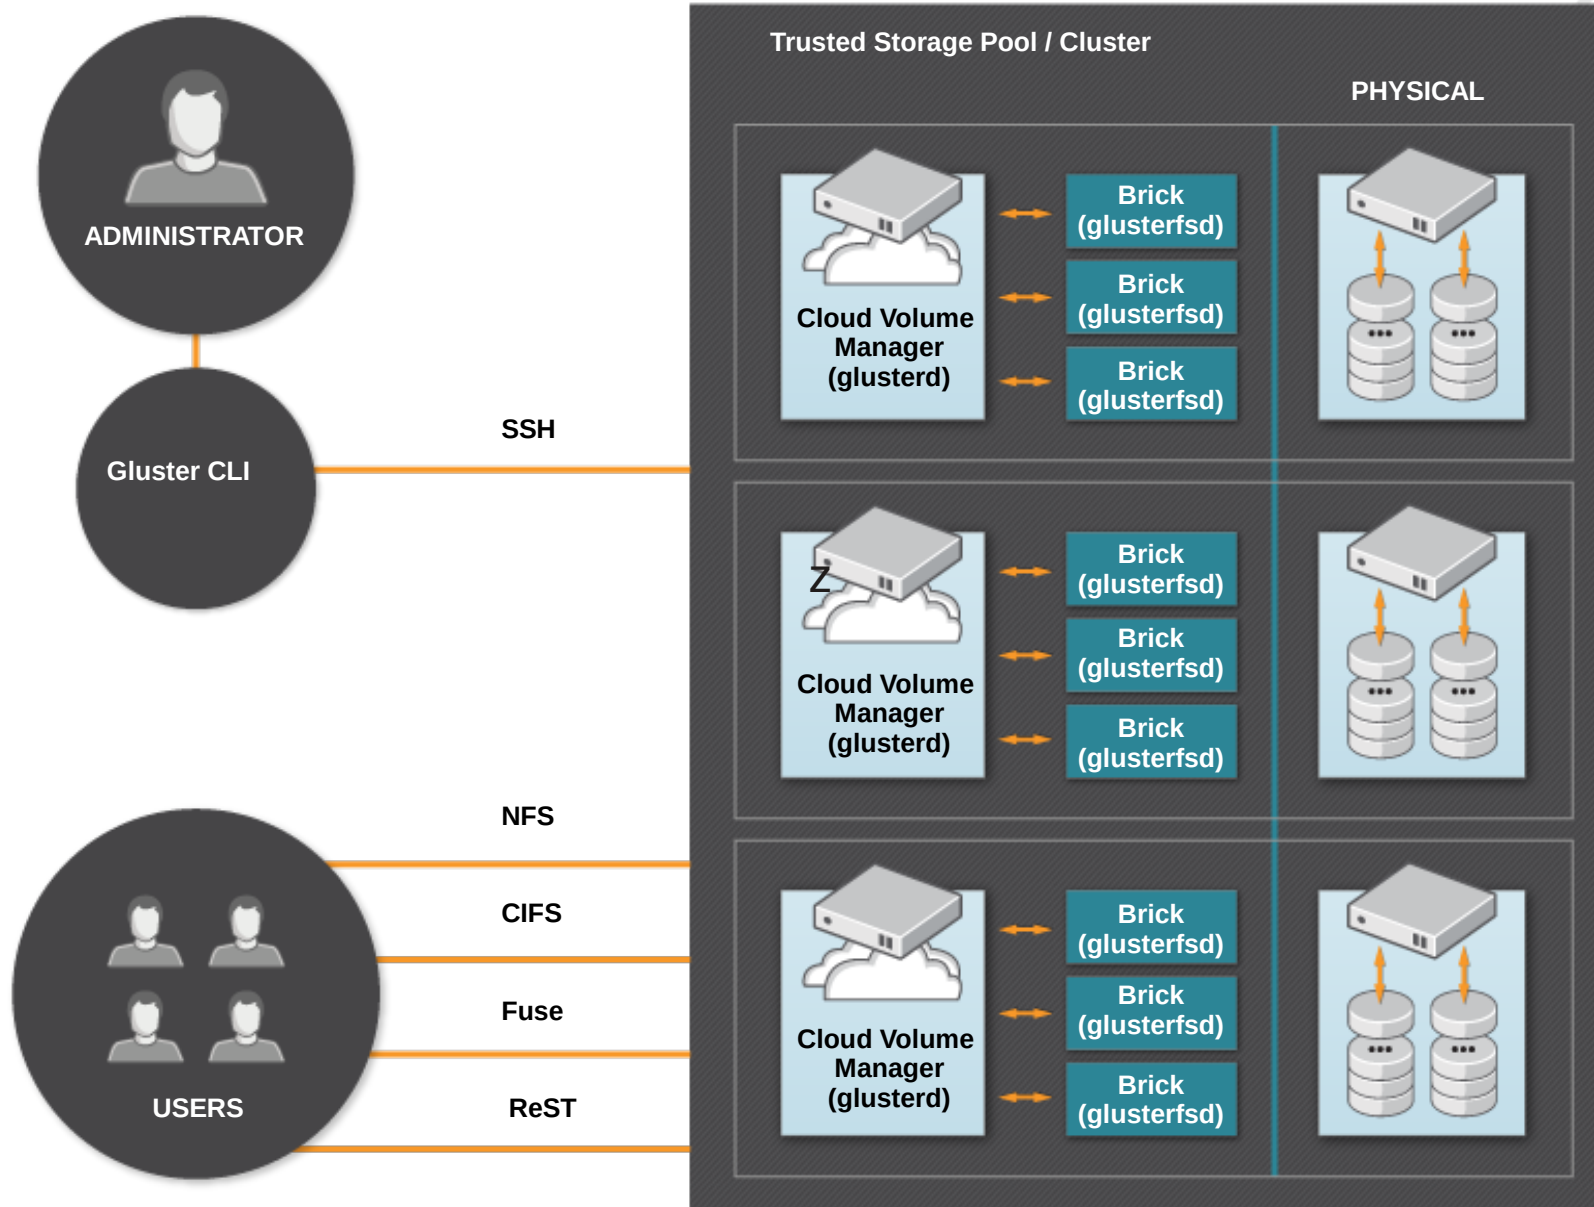 Trusted Storage Pool / Cluster
PHYSICAL
ADMINISTRATOR
Gluster CLI
SSH
NFS
CIFS
Fuse
ReST
USERS
Cloud Volume
Manager
(glusterd)
Brick
(glusterfsd)
Brick
(glusterfsd)
Brick
(glusterfsd)
Z
Cloud Volume
Manager
(glusterd)
Brick
(glusterfsd)
Brick
(glusterfsd)
Brick
(glusterfsd)
Cloud Volume
Manager
(glusterd)
Brick
(glusterfsd)
Brick
(glusterfsd)
Brick
(glusterfsd)